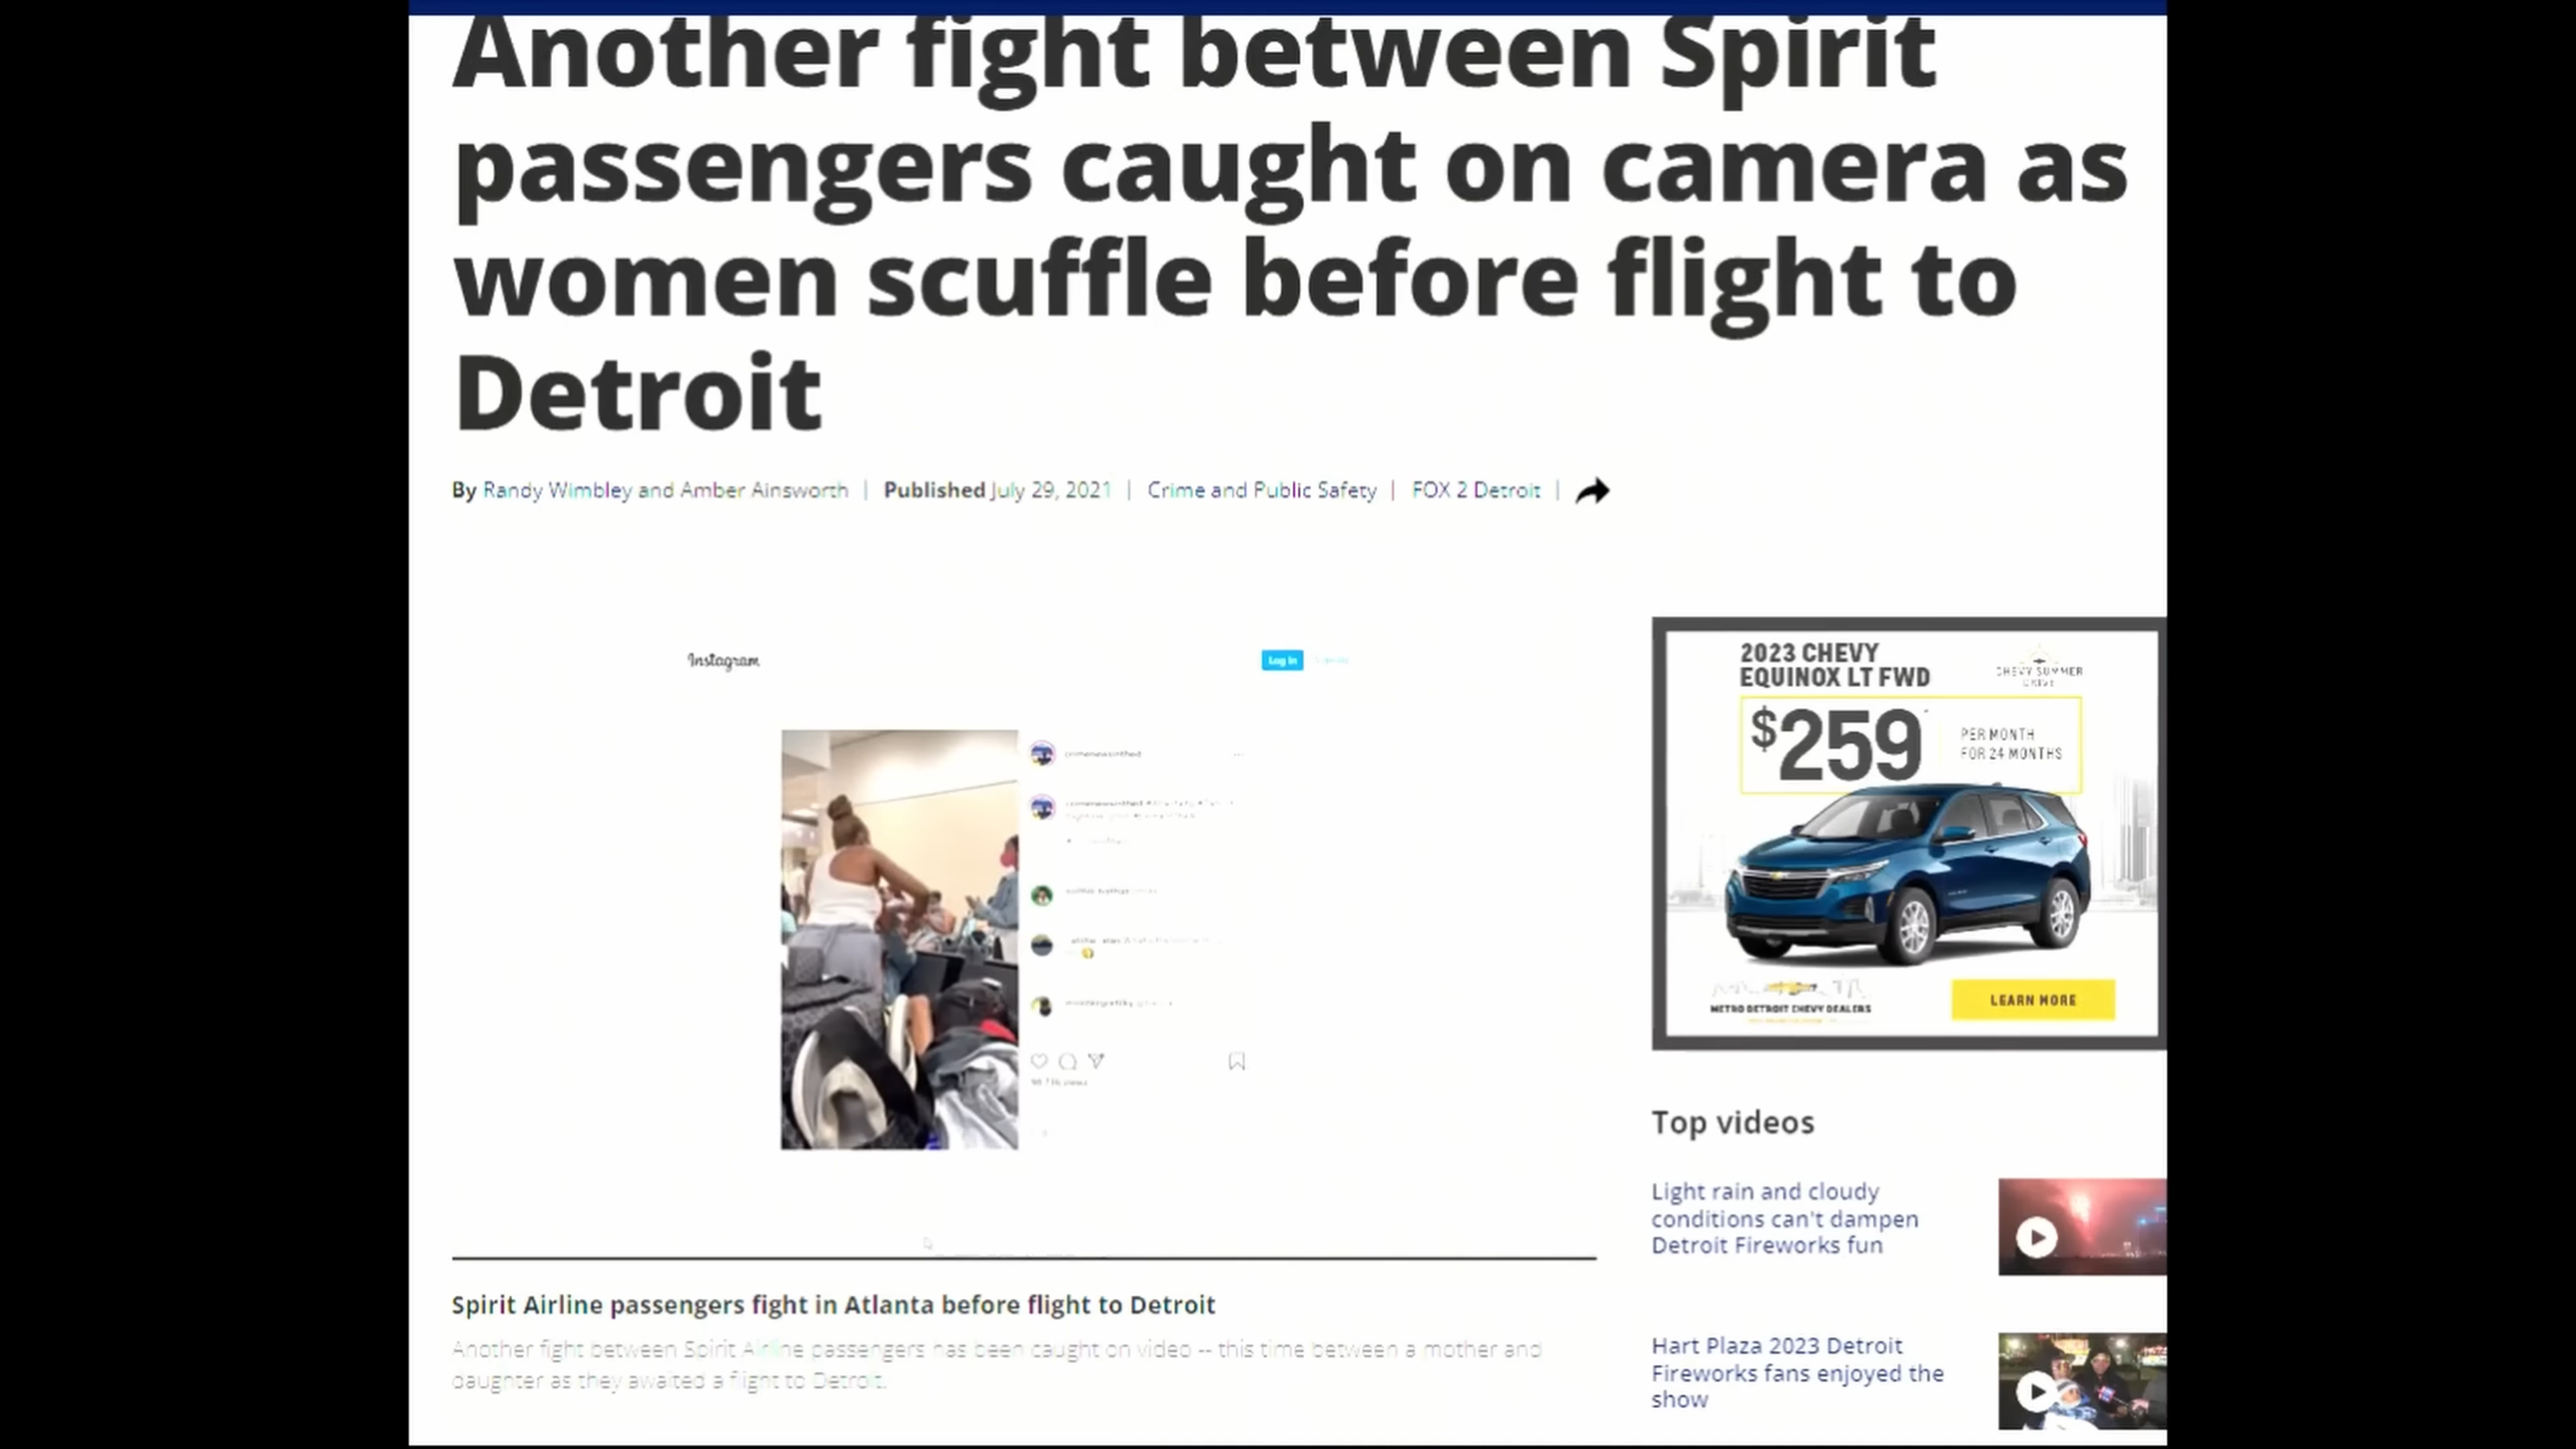 Another fight between Spirit
passengers caught on camera as
women scuffle before flight to
Detroit
By Randy Wimbley and Amber Ainsworth | Published July 29, 2021 | Crime and Public Safety | FOX 2 Detroit |
Instagram
Log In
crimenewsinthed
crimenewsinthed
2023 CHEVY
EQUINOX LT FWD
CHEVY SUMMER
DRIVE
$259
PER MONTH
FOR 24 MONTHS
METRO DETROIT CHEVY DEALERS
LEARN MORE
Spirit Airline passengers fight in Atlanta before flight to Detroit
Another fight between Spirit Airline passengers has been caught on video -- this time between a mother and
daughter as they awaited a flight to Detroit.
Top videos
Light rain and cloudy
conditions can't dampen
Detroit Fireworks fun
Hart Plaza 2023 Detroit
Fireworks fans enjoyed the
show